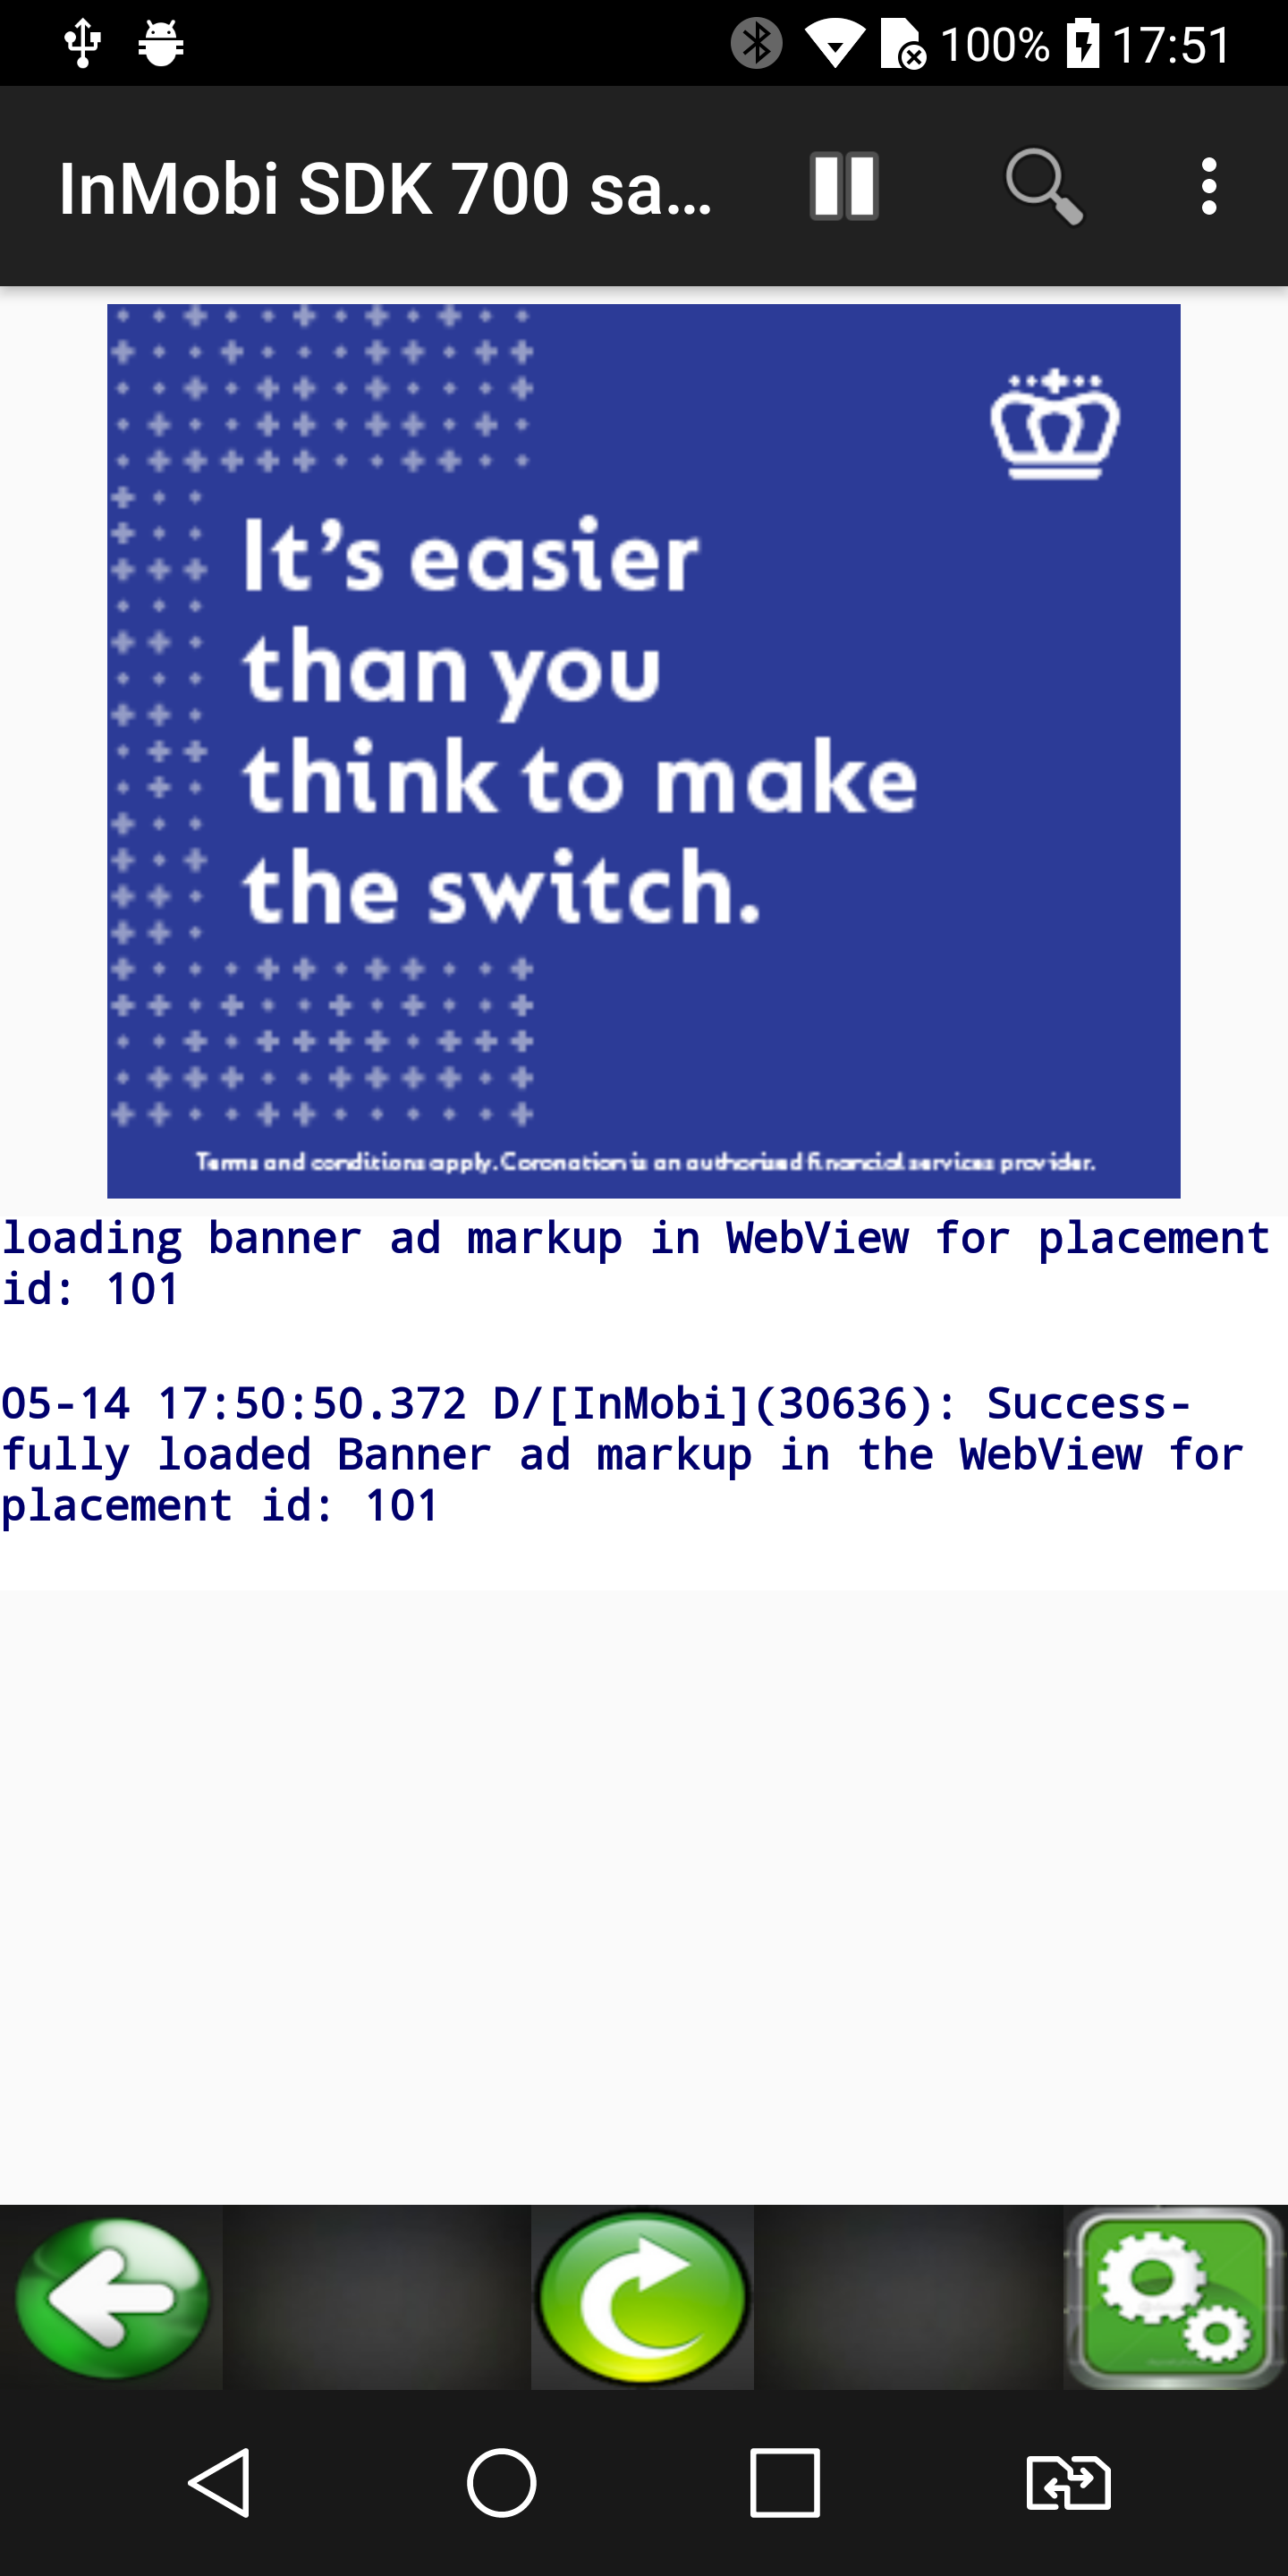 100% 17:51
InMobi SDK 700 sa...
It's easier
than you
think to make
the switch.
Terms and conditions apply. Coronation is an authorised financial services provider.
loading banner ad markup in WebView for placement
id: 101
05-14 17:50:50.372 D/[InMobi](30636): Success-
fully loaded Banner ad markup in the WebView for
placement id: 101